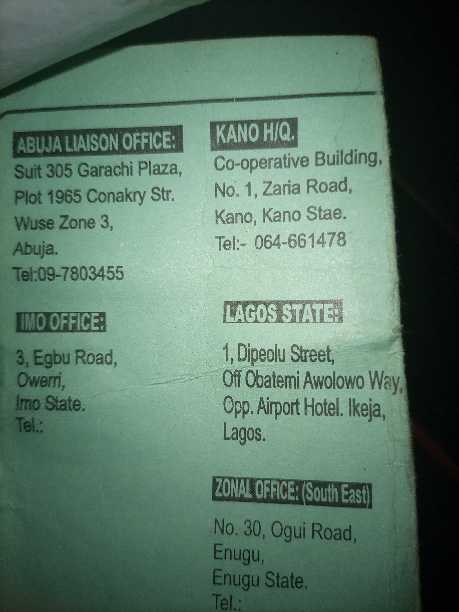 ABUJA LIAISON OFFICE:
Suit 305 Garachi Plaza,
Plot 1965 Conakry Str.
Wuse Zone 3,
Abuja.
Tel:09-7803455
IMO OFFICE:
3, Egbu Road,
Owerri,
Imo State.
Tel.:
KANO H/Q.
Co-operative Building,
No. 1, Zaria Road,
Kano, Kano Stae.
Tel:- 064-661478
LAGOS STATE:
1, Dipeolu Street,
Off Obatemi Awolowo Way,
Opp. Airport Hotel. Ikeja,
Lagos.
ZONAL OFFICE: (South East)
No. 30, Ogui Road,
Enugu,
Enugu State.
Tel.: